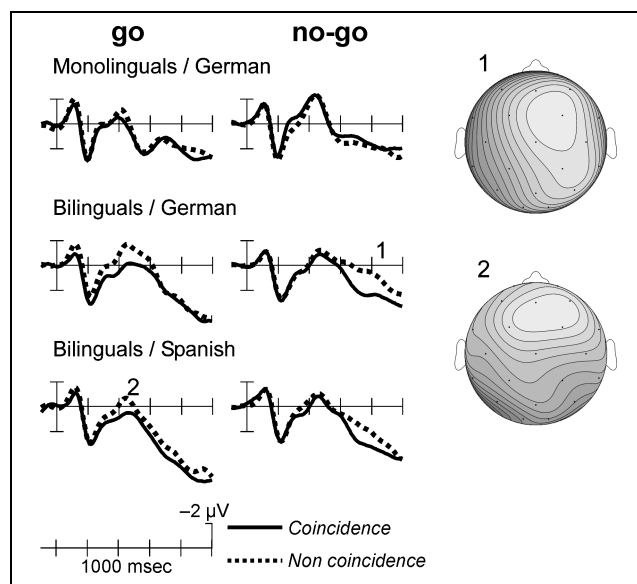 go
no-go
Monolinguals / German
1
Bilinguals / German
1
2
Bilinguals / Spanish
2
–2 µV
Coincidence
Non coincidence
1000 msec